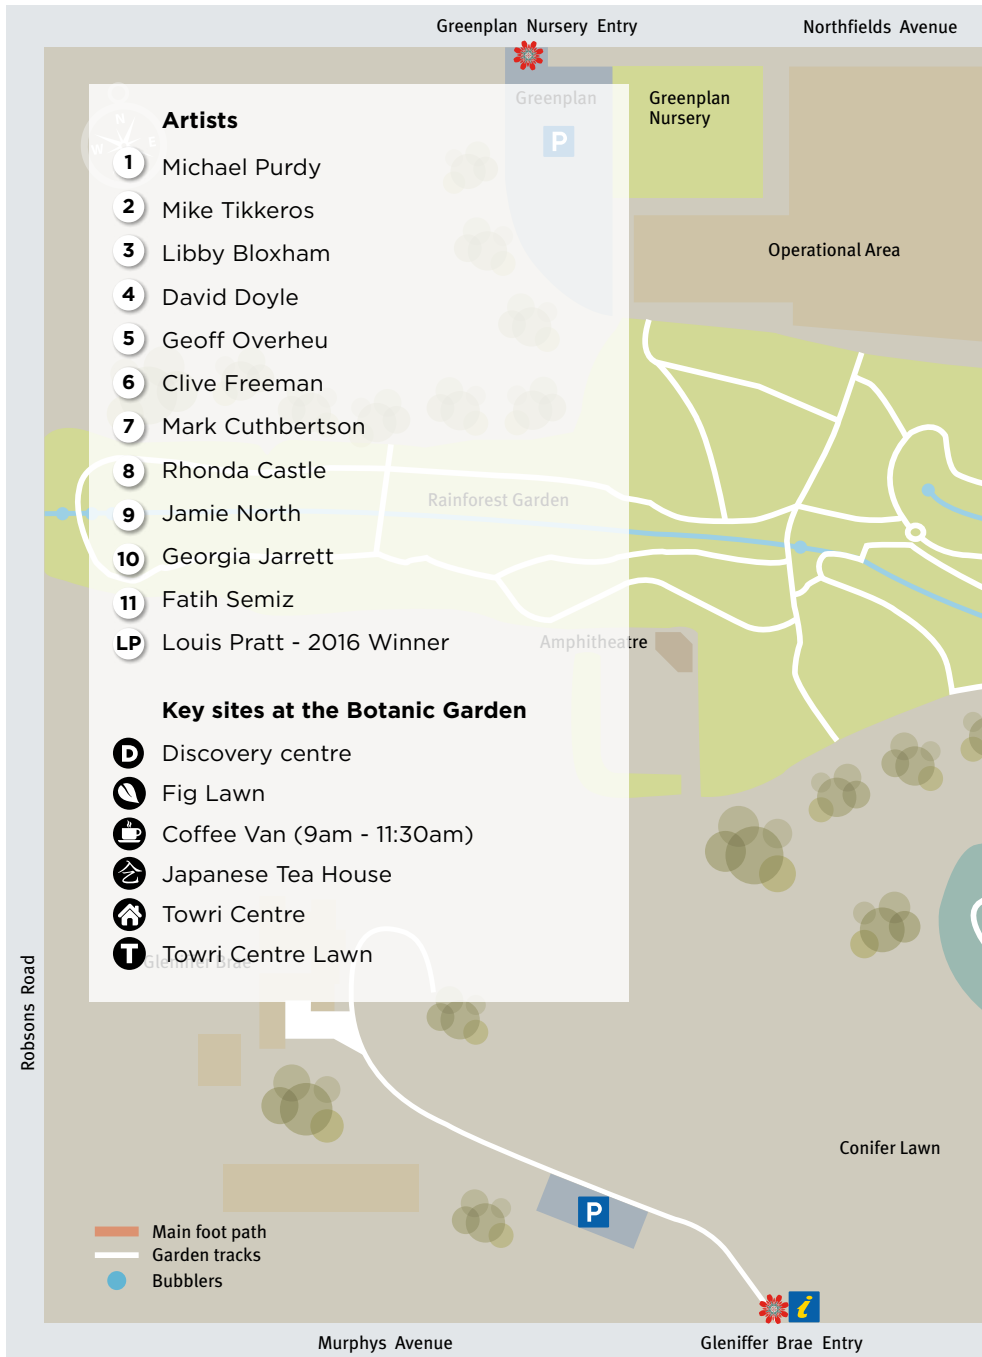 Greenplan Nursery Entry
Northfields Avenue
N
W
E
Greenplan
P
Greenplan
Nursery
Operational Area
Artists
1 Michael Purdy
2 Mike Tikkeros
3 Libby Bloxham
4 David Doyle
5 Geoff Overheu
6 Clive Freeman
7 Mark Cuthbertson
8 Rhonda Castle
9 Jamie North
10 Georgia Jarrett
11 Fatih Semiz
LP Louis Pratt - 2016 Winner
Rainforest Garden
Amphitheatre
Key sites at the Botanic Garden
D Discovery centre
Fig Lawn
Coffee Van (9am - 11:30am)
Japanese Tea House
Towri Centre
T Towri Centre Lawn
Gleniffer Brae
Robsons Road
Conifer Lawn
P
Main foot path
Garden tracks
Bubblers
i
Murphys Avenue
Gleniffer Brae Entry